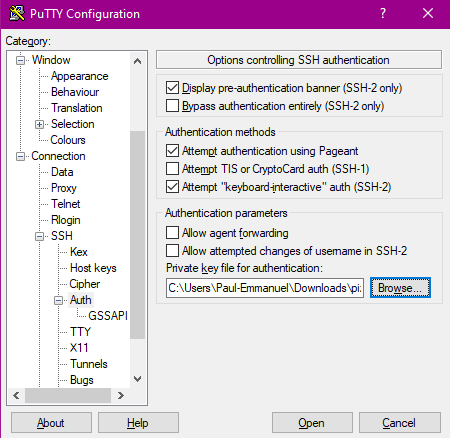 PuTTY Configuration
Category:
Window
Appearance
Behaviour
Translation
Selection
Colours
Connection
Data
Proxy
Telnet
Rlogin
SSH
Kex
Host keys
Cipher
Auth
GSSAPI
TTY
X11
Tunnels
Bugs
Options controlling SSH authentication
Display pre-authentication banner (SSH-2 only)
Bypass authentication entirely (SSH-2 only)
Authentication methods
Attempt authentication using Pageant
Attempt TIS or CryptoCard auth (SSH-1)
Attempt "keyboard-interactive" auth (SSH-2)
Authentication parameters
Allow agent forwarding
Allow attempted changes of username in SSH-2
Private key file for authentication:
C:\Users\Paul-Emmanuel\Downloads\pi: Browse...
About Help Open Cancel